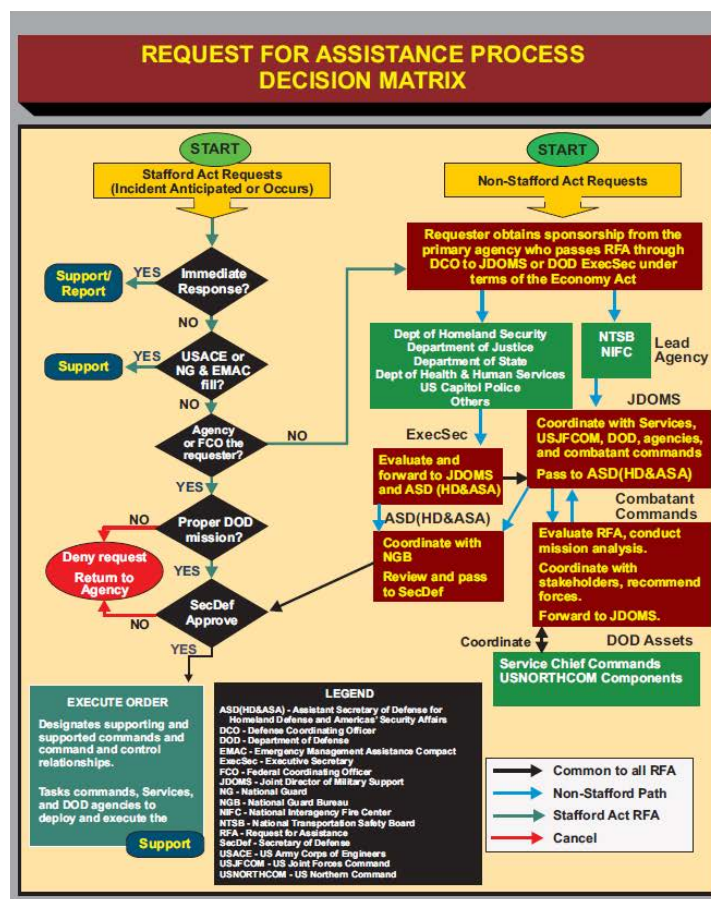 REQUEST FOR ASSISTANCE PROCESS
DECISION MATRIX
START
Stafford Act Requests
(Incident Anticipated or Occurs)
Immediate
Response?
YES
Support/
Report
NO
USACE or
NG & EMAC
fill?
YES
Support
NO
Agency
or FCO the
requester?
NO
YES
Proper DOD
mission?
NO
Deny request
Return to
Agency
YES
SecDef
Approve
NO
YES
EXECUTE ORDER
Designates supporting and
supported commands and
command and control
relationships.
Tasks commands, Services,
and DOD agencies to
deploy and execute the
Support
START
Non-Stafford Act Requests
Requester obtains sponsorship from the
primary agency who passes RFA through
DCO to JDOMS or DOD ExecSec under
terms of the Economy Act
Dept of Homeland Security
Department of Justice
Department of State
Dept of Health & Human Services
US Capitol Police
Others
NTSB
NIFC
Lead
Agency
JDOMS
Coordinate with Services,
USJFCOM, DOD, agencies,
and combatant commands
Pass to ASD(HD&ASA)
ExecSec
Evaluate and
forward to JDOMS
and ASD (HD&ASA)
ASD(HD&ASA)
Coordinate with
NGB
Review and pass
to SecDef
Combatant
Commands
Evaluate RFA, conduct
mission analysis.
Coordinate with
stakeholders, recommend
forces.
Forward to JDOMS.
Coordinate
DOD Assets
Service Chief Commands
USNORTHCOM Components
LEGEND
ASD(HD&ASA) - Assistant Secretary of Defense for
Homeland Defense and Americas' Security Affairs
DCO - Defense Coordinating Officer
DOD - Department of Defense
EMAC - Emergency Management Assistance Compact
ExecSec - Executive Secretary
FCO - Federal Coordinating Officer
JDOMS - Joint Director of Military Support
NG - National Guard
NGB - National Guard Bureau
NIFC - National Interagency Fire Center
NTSB - National Transportation Safety Board
RFA - Request for Assistance
SecDef - Secretary of Defense
USACE - US Army Corps of Engineers
USJFCOM - US Joint Forces Command
USNORTHCOM - US Northern Command
Common to all RFA
Non-Stafford Path
Stafford Act RFA
Cancel